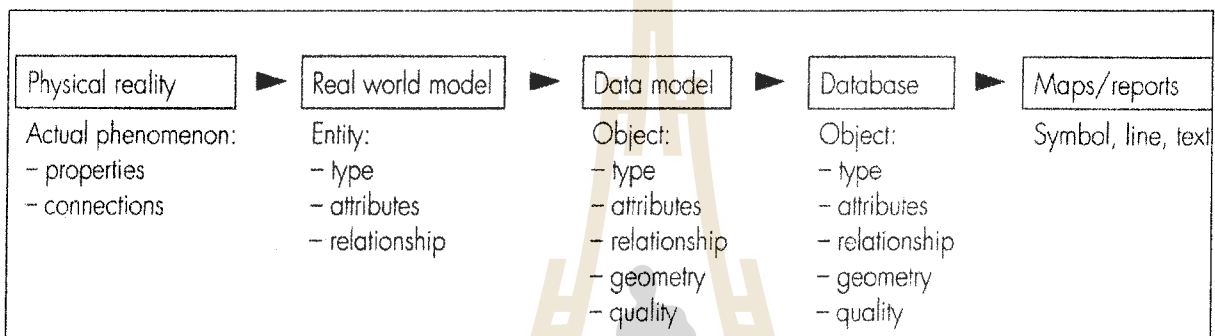 Physical reality
Actual phenomenon:
– properties
– connections
Real world model
Entity:
– type
– attributes
– relationship
Data model
Object:
– type
– attributes
– relationship
– geometry
– quality
Database
Object:
– type
– attributes
– relationship
– geometry
– quality
Maps/reports
Symbol, line, text